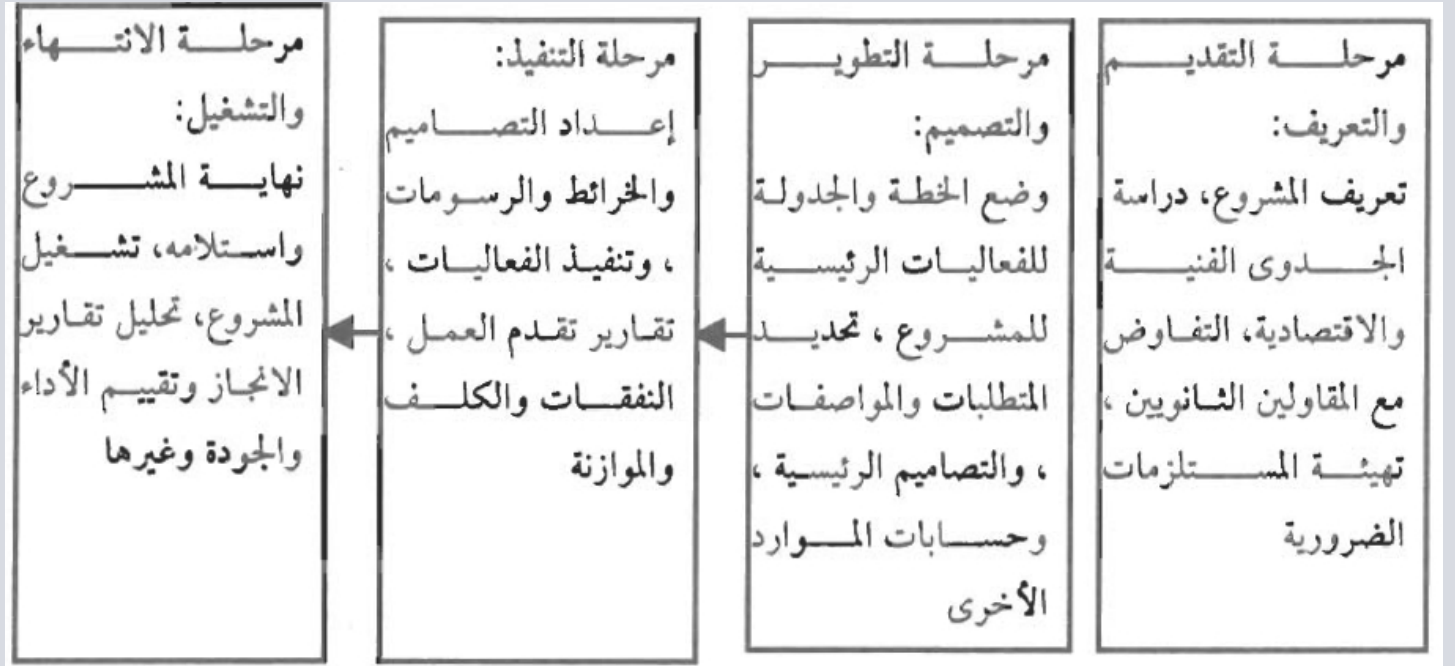 مرحلة التقديم
والتعريف:
تعريف المشروع، دراسة
الجدوى الفنية
والاقتصادية، التفاوض
مع المقاولين الثانويين ،
تهيئة المستلزمات
الضرورية
مرحلة التطوير
والتصميم:
وضع الخطة والجدولة
للفعاليات الرئيسية
للمشروع ، تحديد
المتطلبات والمواصفات
، والتصاميم الرئيسية ،
وحسابات الموارد
الأخرى
مرحلة التنفيذ:
إعداد التصاميم
والخرائط والرسومات
، وتنفيذ الفعاليات ،
تقارير تقدم العمل ،
النفقات والكلف
والموازنة
مرحلة الانتهاء
والتشغيل:
نهاية المشروع
واستلامه، تشغيل
المشروع، تحليل تقارير
الانجاز وتقييم الأداء
والجودة وغيرها